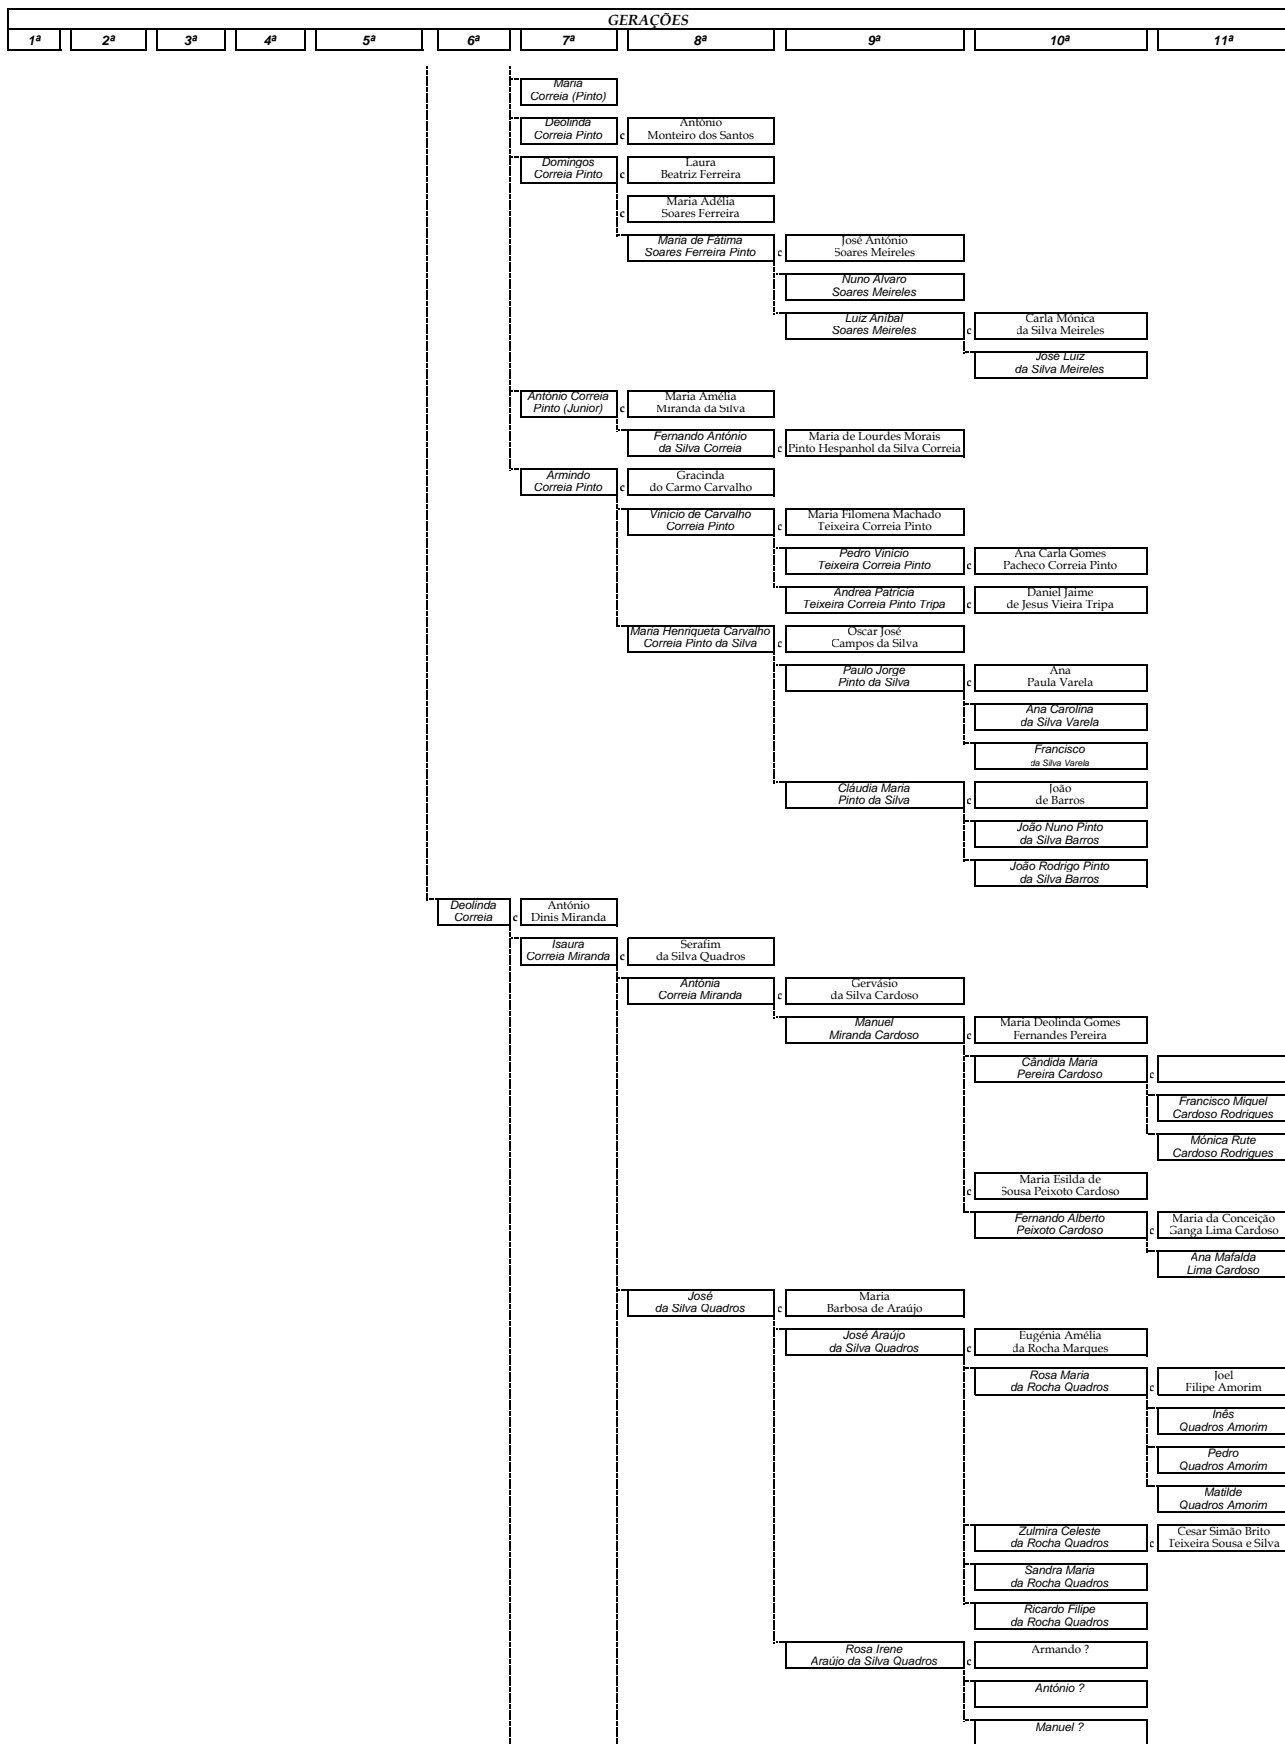 GERAÇÕES
1ª 2ª 3ª 4ª 5ª 6ª 7ª 8ª 9ª 10ª 11ª
Maria
Correia (Pinto)
Deolinda
Correia Pinto
c
António
Monteiro dos Santos
Domingos
Correia Pinto
c
Laura
Beatriz Ferreira
c
Maria Adélia
Soares Ferreira
Maria de Fátima
Soares Ferreira Pinto
c
José António
Soares Meireles
Nuno Álvaro
Soares Meireles
Luiz Aníbal
Soares Meireles
c
Carla Mónica
da Silva Meireles
José Luiz
da Silva Meireles
António Correia
Pinto (Junior)
c
Maria Amélia
Miranda da Silva
Fernando António
da Silva Correia
c
Maria de Lourdes Morais
Pinto Hespanhol da Silva Correia
Armindo
Correia Pinto
c
Gracinda
do Carmo Carvalho
Vinício de Carvalho
Correia Pinto
c
Maria Filomena Machado
Teixeira Correia Pinto
Pedro Vinício
Teixeira Correia Pinto
c
Ana Carla Gomes
Pacheco Correia Pinto
Andrea Patrícia
Teixeira Correia Pinto Tripa
c
Daniel Jaime
de Jesus Vieira Tripa
Maria Henriqueta Carvalho
Correia Pinto da Silva
c
Oscar José
Campos da Silva
Paulo Jorge
Pinto da Silva
c
Ana
Paula Varela
Ana Carolina
da Silva Varela
Francisco
da Silva Varela
Cláudia Maria
Pinto da Silva
c
João
de Barros
João Nuno Pinto
da Silva Barros
João Rodrigo Pinto
da Silva Barros
Deolinda
Correia
c
António
Dinis Miranda
Isaura
Correia Miranda
c
Serafim
da Silva Quadros
Antónia
Correia Miranda
c
Gervásio
da Silva Cardoso
Manuel
Miranda Cardoso
c
Maria Deolinda Gomes
Fernandes Pereira
Cândida Maria
Pereira Cardoso
c
Francisco Miguel
Cardoso Rodrigues
Mónica Rute
Cardoso Rodrigues
c
Maria Esilda de
Sousa Peixoto Cardoso
Fernando Alberto
Peixoto Cardoso
c
Maria da Conceição
Ganga Lima Cardoso
Ana Mafalda
Lima Cardoso
José
da Silva Quadros
c
Maria
Barbosa de Araújo
José Araújo
da Silva Quadros
c
Eugénia Amélia
da Rocha Marques
Rosa Maria
da Rocha Quadros
c
Joel
Filipe Amorim
Inês
Quadros Amorim
Pedro
Quadros Amorim
Matilde
Quadros Amorim
Zulmira Celeste
da Rocha Quadros
c
Cesar Simão Brito
Teixeira Sousa e Silva
Sandra Maria
da Rocha Quadros
Ricardo Filipe
da Rocha Quadros
Rosa Irene
Araújo da Silva Quadros
c
Armando ?
António ?
Manuel ?